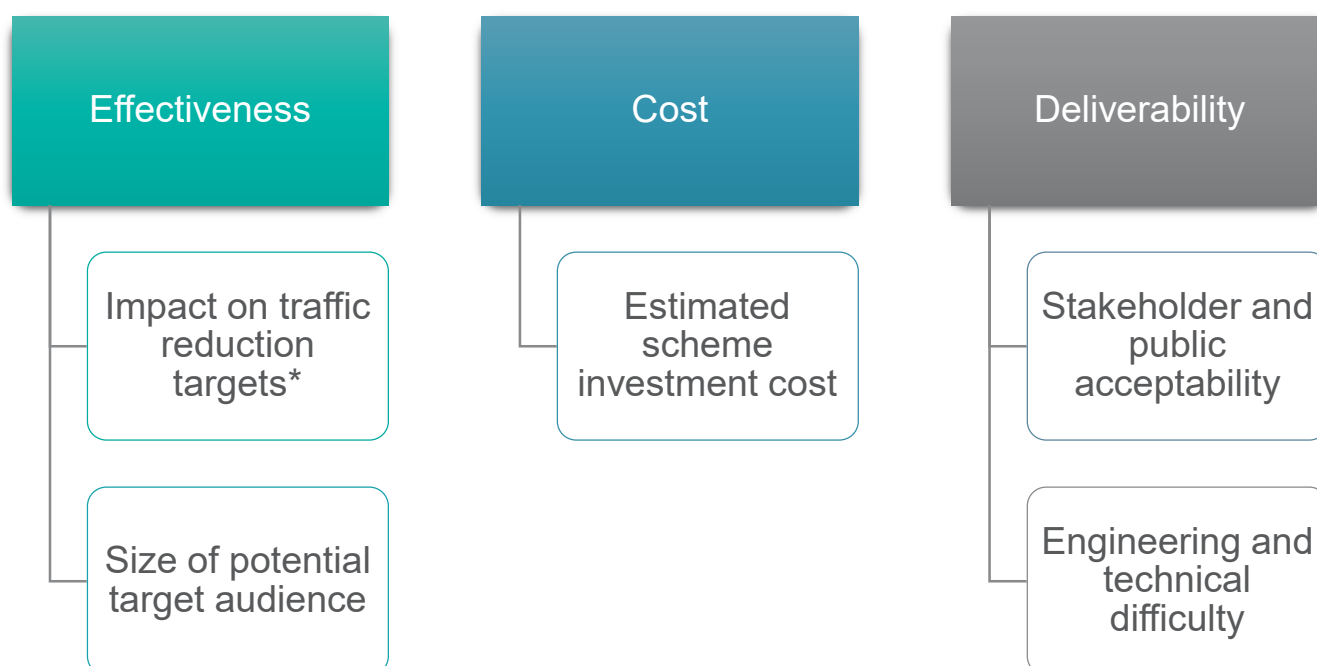 Effectiveness
Impact on traffic
reduction
targets*
Size of potential
target audience
Cost
Estimated
scheme
investment cost
Deliverability
Stakeholder and
public
acceptability
Engineering and
technical
difficulty